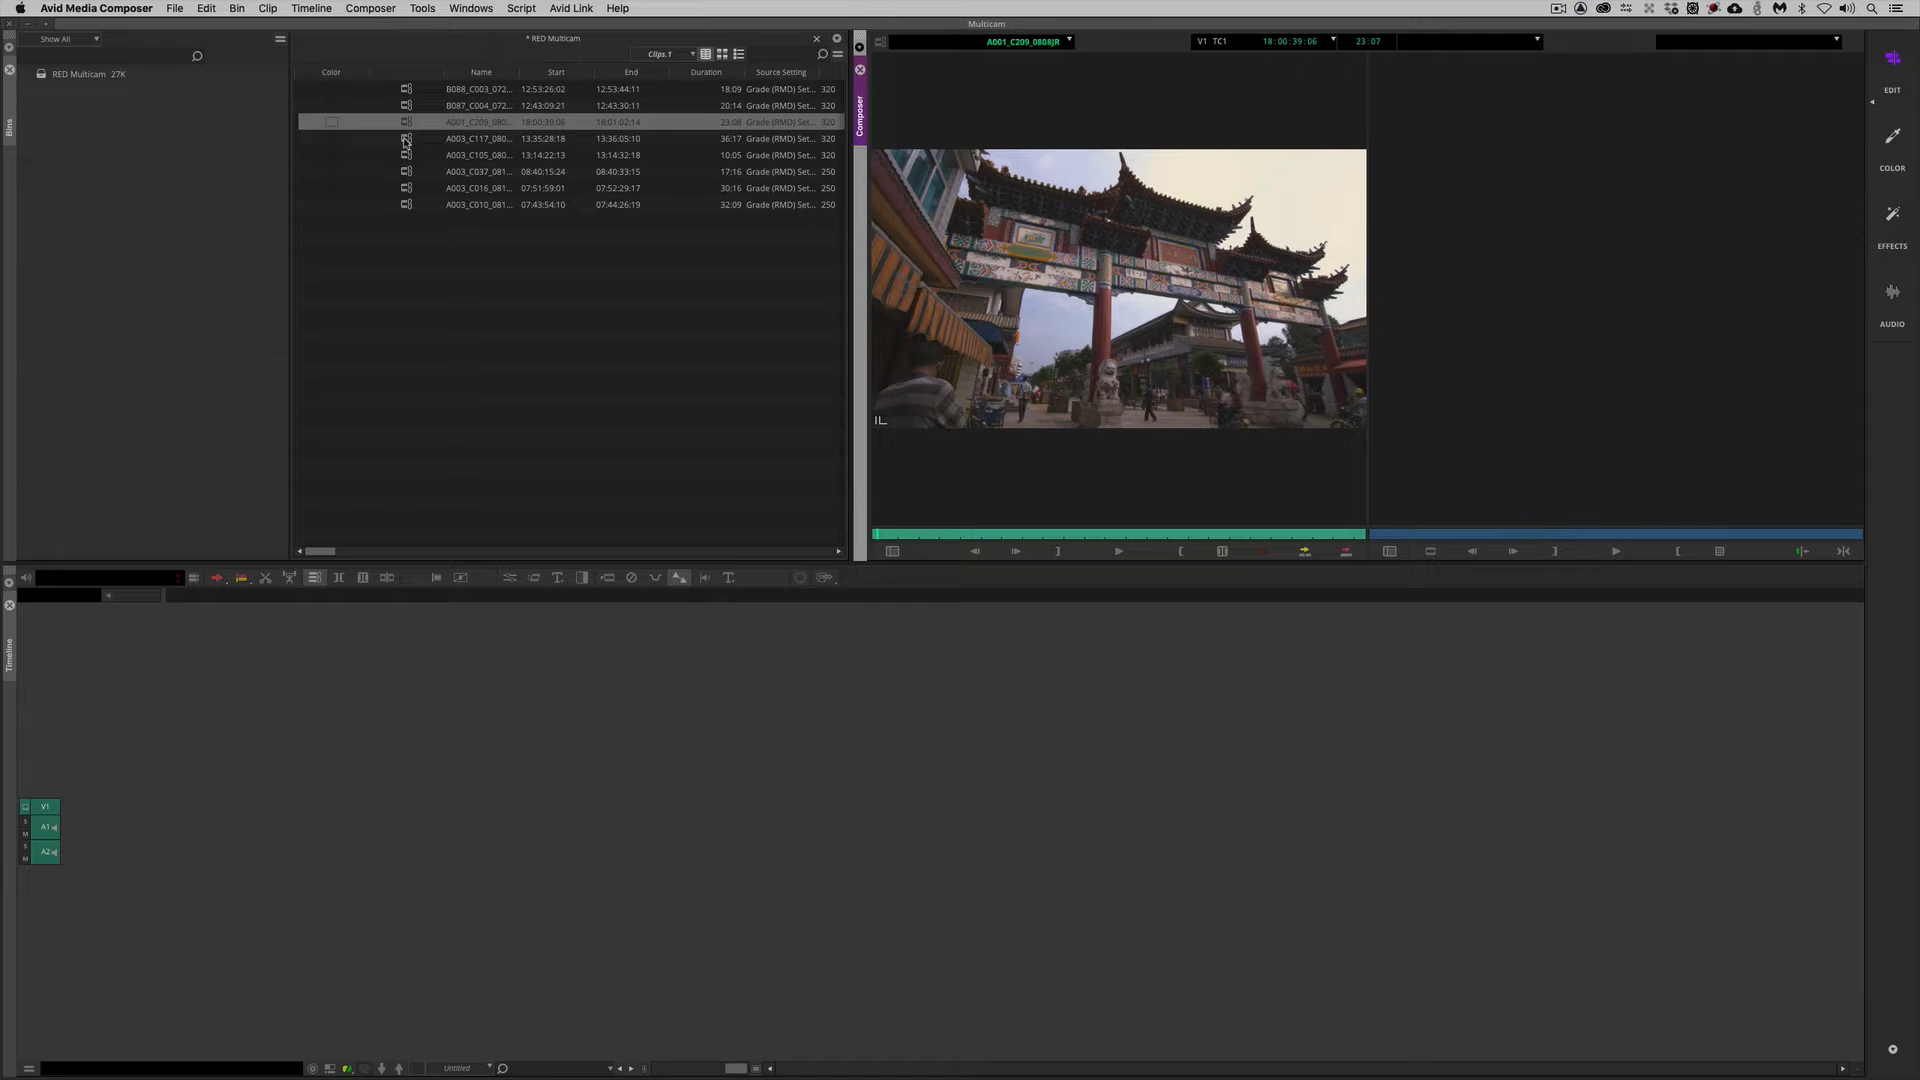 Avid Media Composer File Edit Bin Clip Timeline Composer Tools Windows Script Avid Link Help
Multicam
Show All
RED Multicam 27K
Bins
* RED Multicam
Clips.1
Color Name Start End Duration Source Setting
B088_C003_072... 12:53:26:02 12:53:44:11 18:09 Grade (RMD) Set... 320
B087_C004_072... 12:43:09:21 12:43:30:11 20:14 Grade (RMD) Set... 320
A001_C209_080... 18:00:39:06 18:01:02:14 23:08 Grade (RMD) Set... 320
A003_C117_080... 13:35:28:18 13:36:05:10 36:17 Grade (RMD) Set... 320
A003_C105_080... 13:14:22:13 13:14:32:18 10:05 Grade (RMD) Set... 320
A003_C037_081... 08:40:15:24 08:40:33:15 17:16 Grade (RMD) Set... 250
A003_C016_081... 07:51:59:01 07:52:29:17 30:16 Grade (RMD) Set... 250
A003_C010_081... 07:43:54:10 07:44:26:19 32:09 Grade (RMD) Set... 250
Composer
A001_C209_0808JR
V1 TC1 18:00:39:06 23:07
EDIT
COLOR
EFFECTS
AUDIO
Timeline
V1
S
M
A1
S
M
A2
Untitled